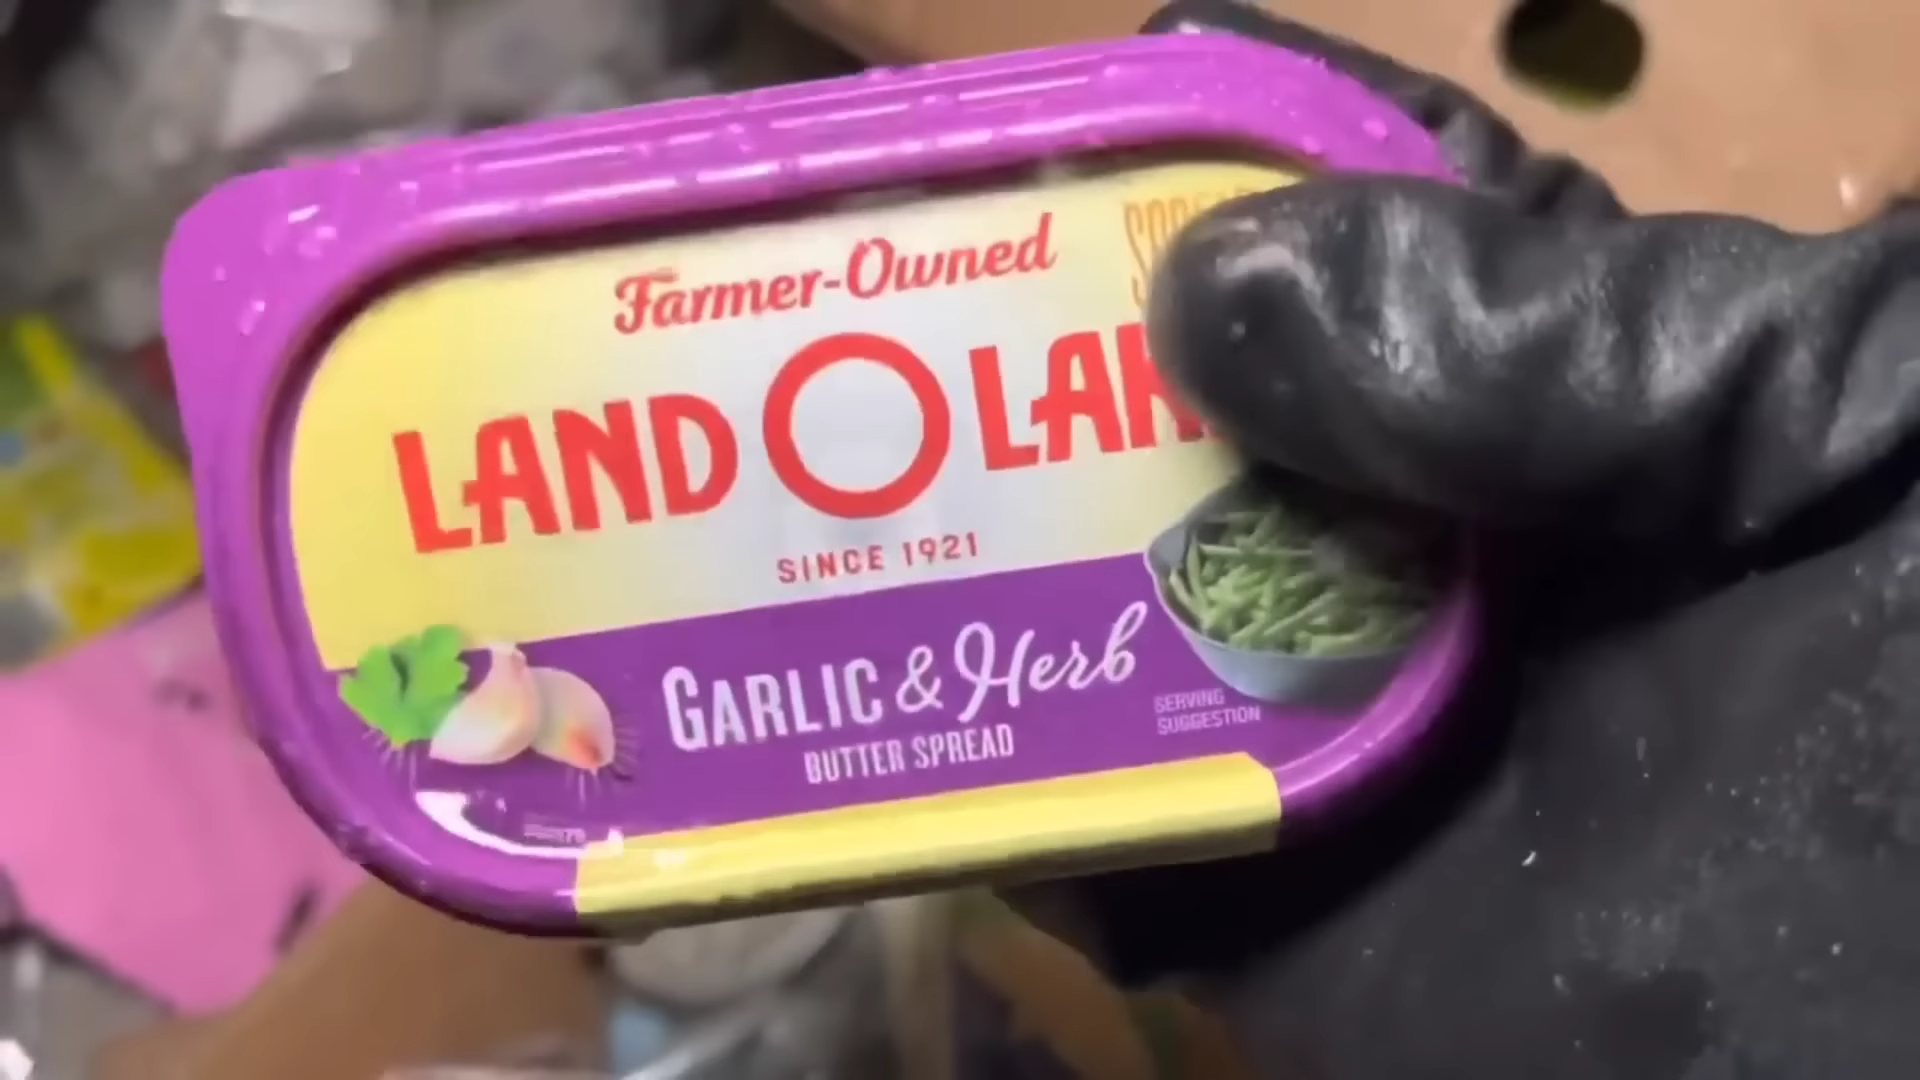 Farmer-Owned
LAND O LAK
SINCE 1921
GARLIC & Herb
BUTTER SPREAD
SERVING
SUGGESTION